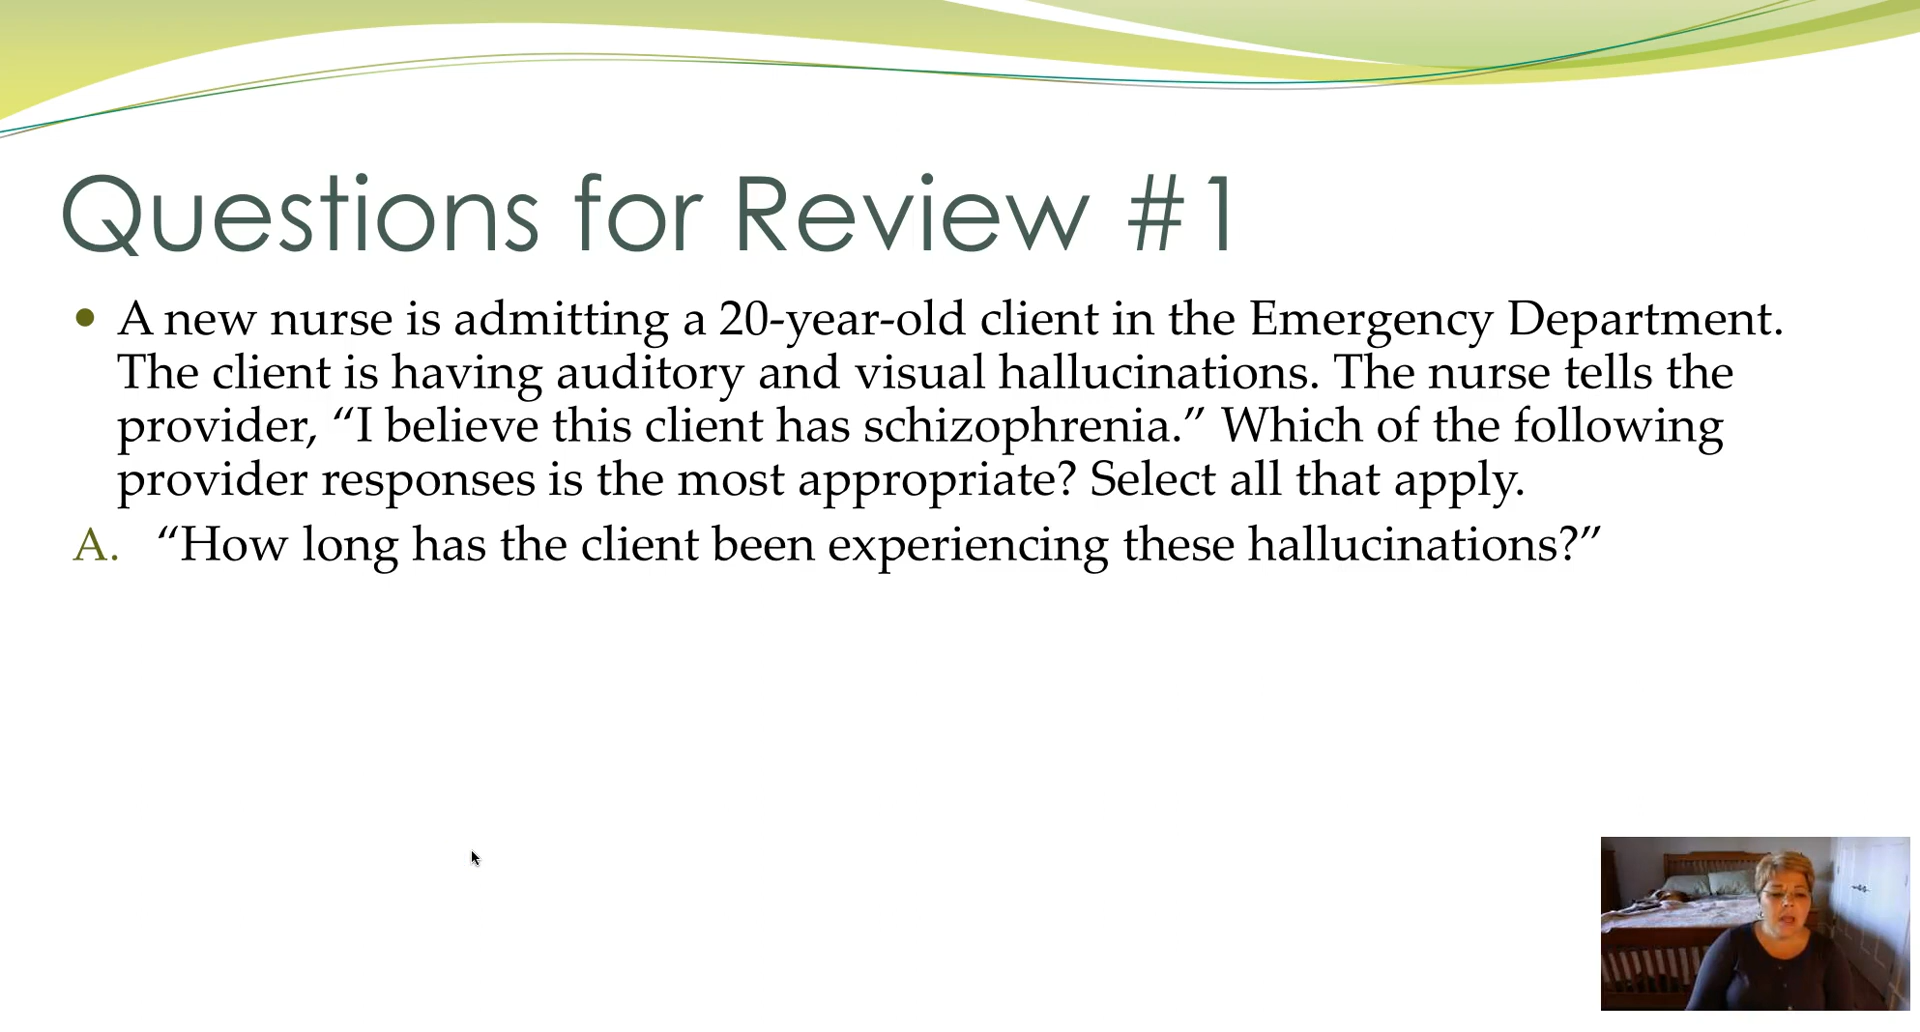 Questions for Review #1
• A new nurse is admitting a 20-year-old client in the Emergency Department.
The client is having auditory and visual hallucinations. The nurse tells the
provider, “I believe this client has schizophrenia.” Which of the following
provider responses is the most appropriate? Select all that apply.
A. “How long has the client been experiencing these hallucinations?”